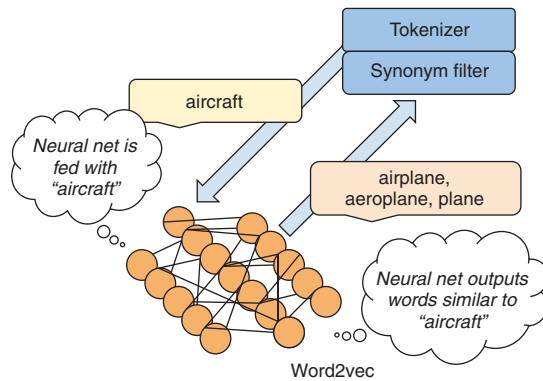 Tokenizer
Synonym filter
aircraft
Neural net is
fed with
“aircraft”
airplane,
aeroplane, plane
Neural net outputs
words similar to
“aircraft”
Word2vec